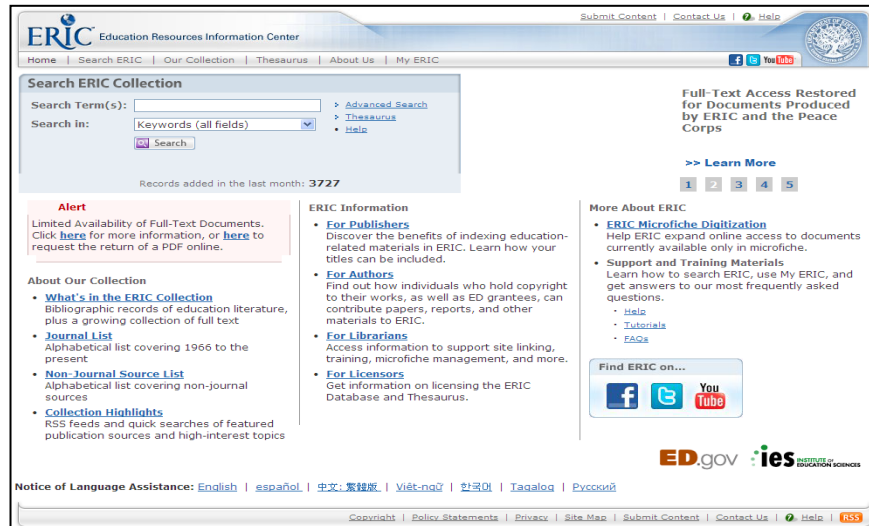 Submit Content | Contact Us | Help
ERIC Education Resources Information Center
Home | Search ERIC | Our Collection | Thesaurus | About Us | My ERIC
You Tube
Search ERIC Collection
Search Term(s):
Search in: Keywords (all fields)
Search
Advanced Search
Thesaurus
Help
Records added in the last month: 3727
Full-Text Access Restored
for Documents Produced
by ERIC and the Peace
Corps
>> Learn More
1 2 3 4 5
Alert
Limited Availability of Full-Text Documents.
Click here for more information, or here to
request the return of a PDF online.
About Our Collection
• What's in the ERIC Collection
Bibliographic records of education literature,
plus a growing collection of full text
• Journal List
Alphabetical list covering 1966 to the
present
• Non-Journal Source List
Alphabetical list covering non-journal
sources
• Collection Highlights
RSS feeds and quick searches of featured
publication sources and high-interest topics
ERIC Information
• For Publishers
Discover the benefits of indexing education-
related materials in ERIC. Learn how your
titles can be included.
• For Authors
Find out how individuals who hold copyright
to their works, as well as ED grantees, can
contribute papers, reports, and other
materials to ERIC.
• For Librarians
Access information to support site linking,
training, microfiche management, and more.
• For Licensors
Get information on licensing the ERIC
Database and Thesaurus.
More About ERIC
• ERIC Microfiche Digitization
Help ERIC expand online access to documents
currently available only in microfiche.
• Support and Training Materials
Learn how to search ERIC, use My ERIC, and
get answers to our most frequently asked
questions.
Help
Tutorials
FAQs
Find ERIC on...
You
Tube
ED.gov ies INSTITUTE OF
EDUCATION SCIENCES
Notice of Language Assistance: English | español | 中文: 繁體版 | Việt-ngữ | 한국어 | Tagalog | Русский
Copyright | Policy Statements | Privacy | Site Map | Submit Content | Contact Us | Help | RSS